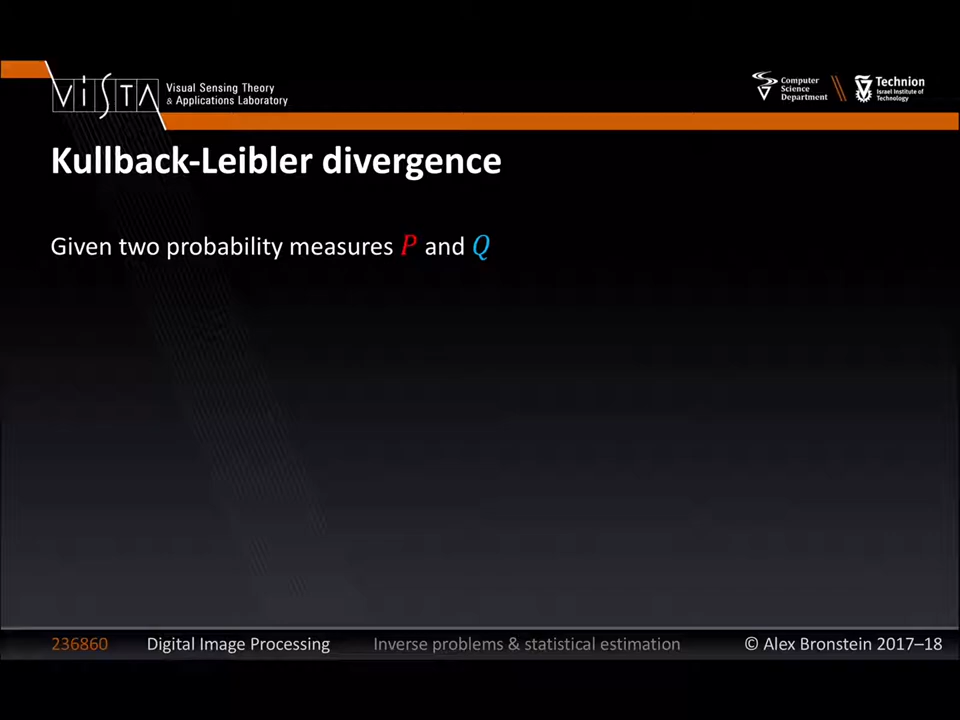 VISTA
Visual Sensing Theory
& Applications Laboratory
Computer
Science
Department
Technion
Israel Institute of
Technology
Kullback-Leibler divergence
Given two probability measures P and Q
236860 Digital Image Processing Inverse problems & statistical estimation © Alex Bronstein 2017–18